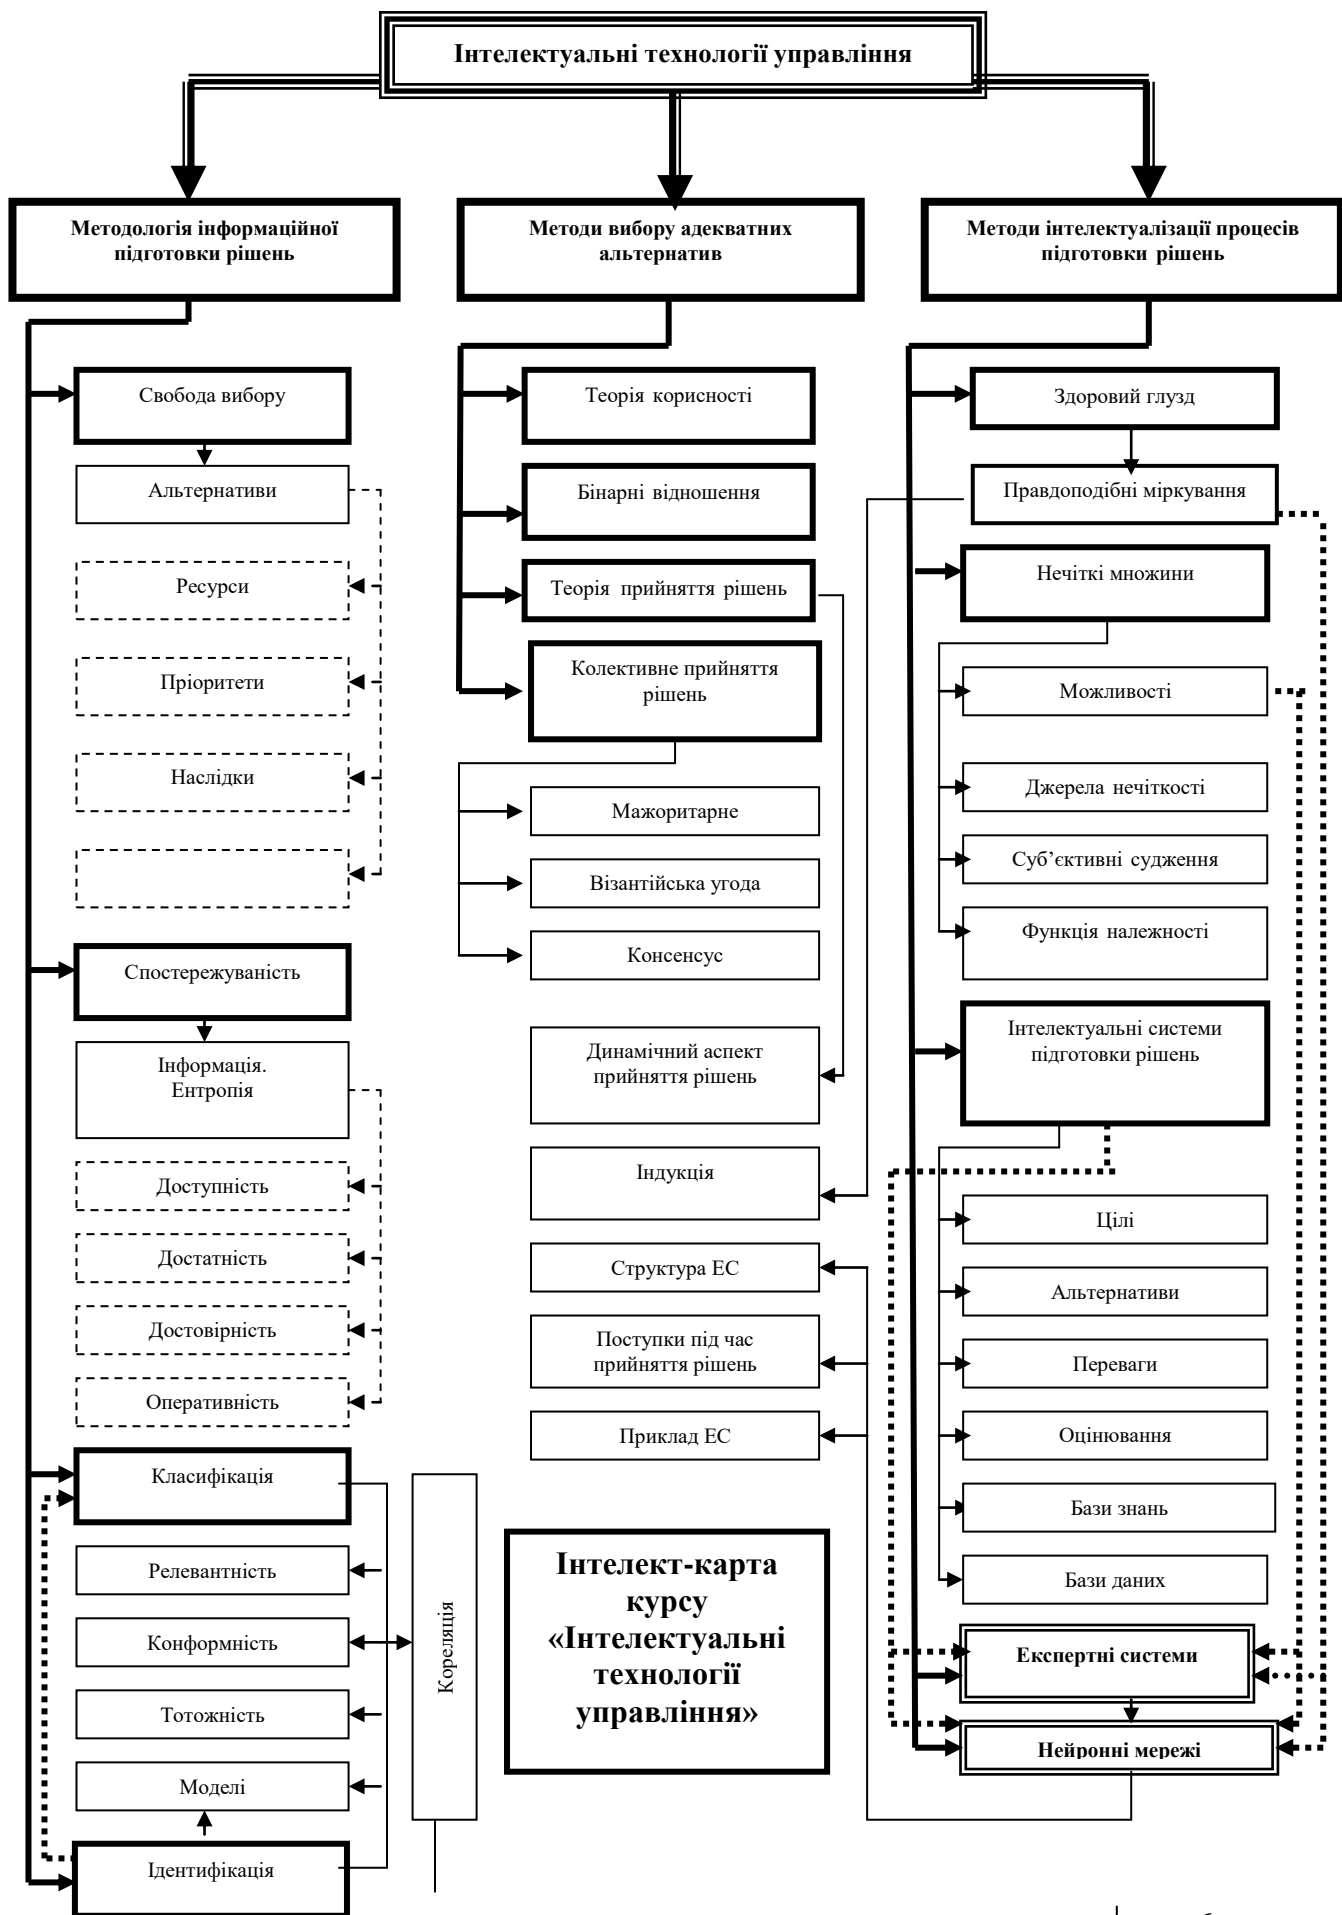 Інтелектуальні технології управління
Методологія інформаційної
підготовки рішень
Методи вибору адекватних
альтернатив
Методи інтелектуалізації процесів
підготовки рішень
Свобода вибору
Альтернативи
Ресурси
Пріоритети
Наслідки
Спостережуваність
Інформація.
Ентропія
Доступність
Достатність
Достовірність
Оперативність
Класифікація
Релевантність
Конформність
Тотожність
Моделі
Ідентифікація
Кореляція
Теорія корисності
Бінарні відношення
Теорія прийняття рішень
Колективне прийняття
рішень
Мажоритарне
Візантійська угода
Консенсус
Динамічний аспект
прийняття рішень
Індукція
Структура ЕС
Поступки під час
прийняття рішень
Приклад ЕС
Інтелект-карта
курсу
«Інтелектуальні
технології
управління»
Здоровий глузд
Правдоподібні міркування
Нечіткі множини
Можливості
Джерела нечіткості
Суб’єктивні судження
Функція належності
Інтелектуальні системи
підготовки рішень
Цілі
Альтернативи
Переваги
Оцінювання
Бази знань
Бази даних
Експертні системи
Нейронні мережі